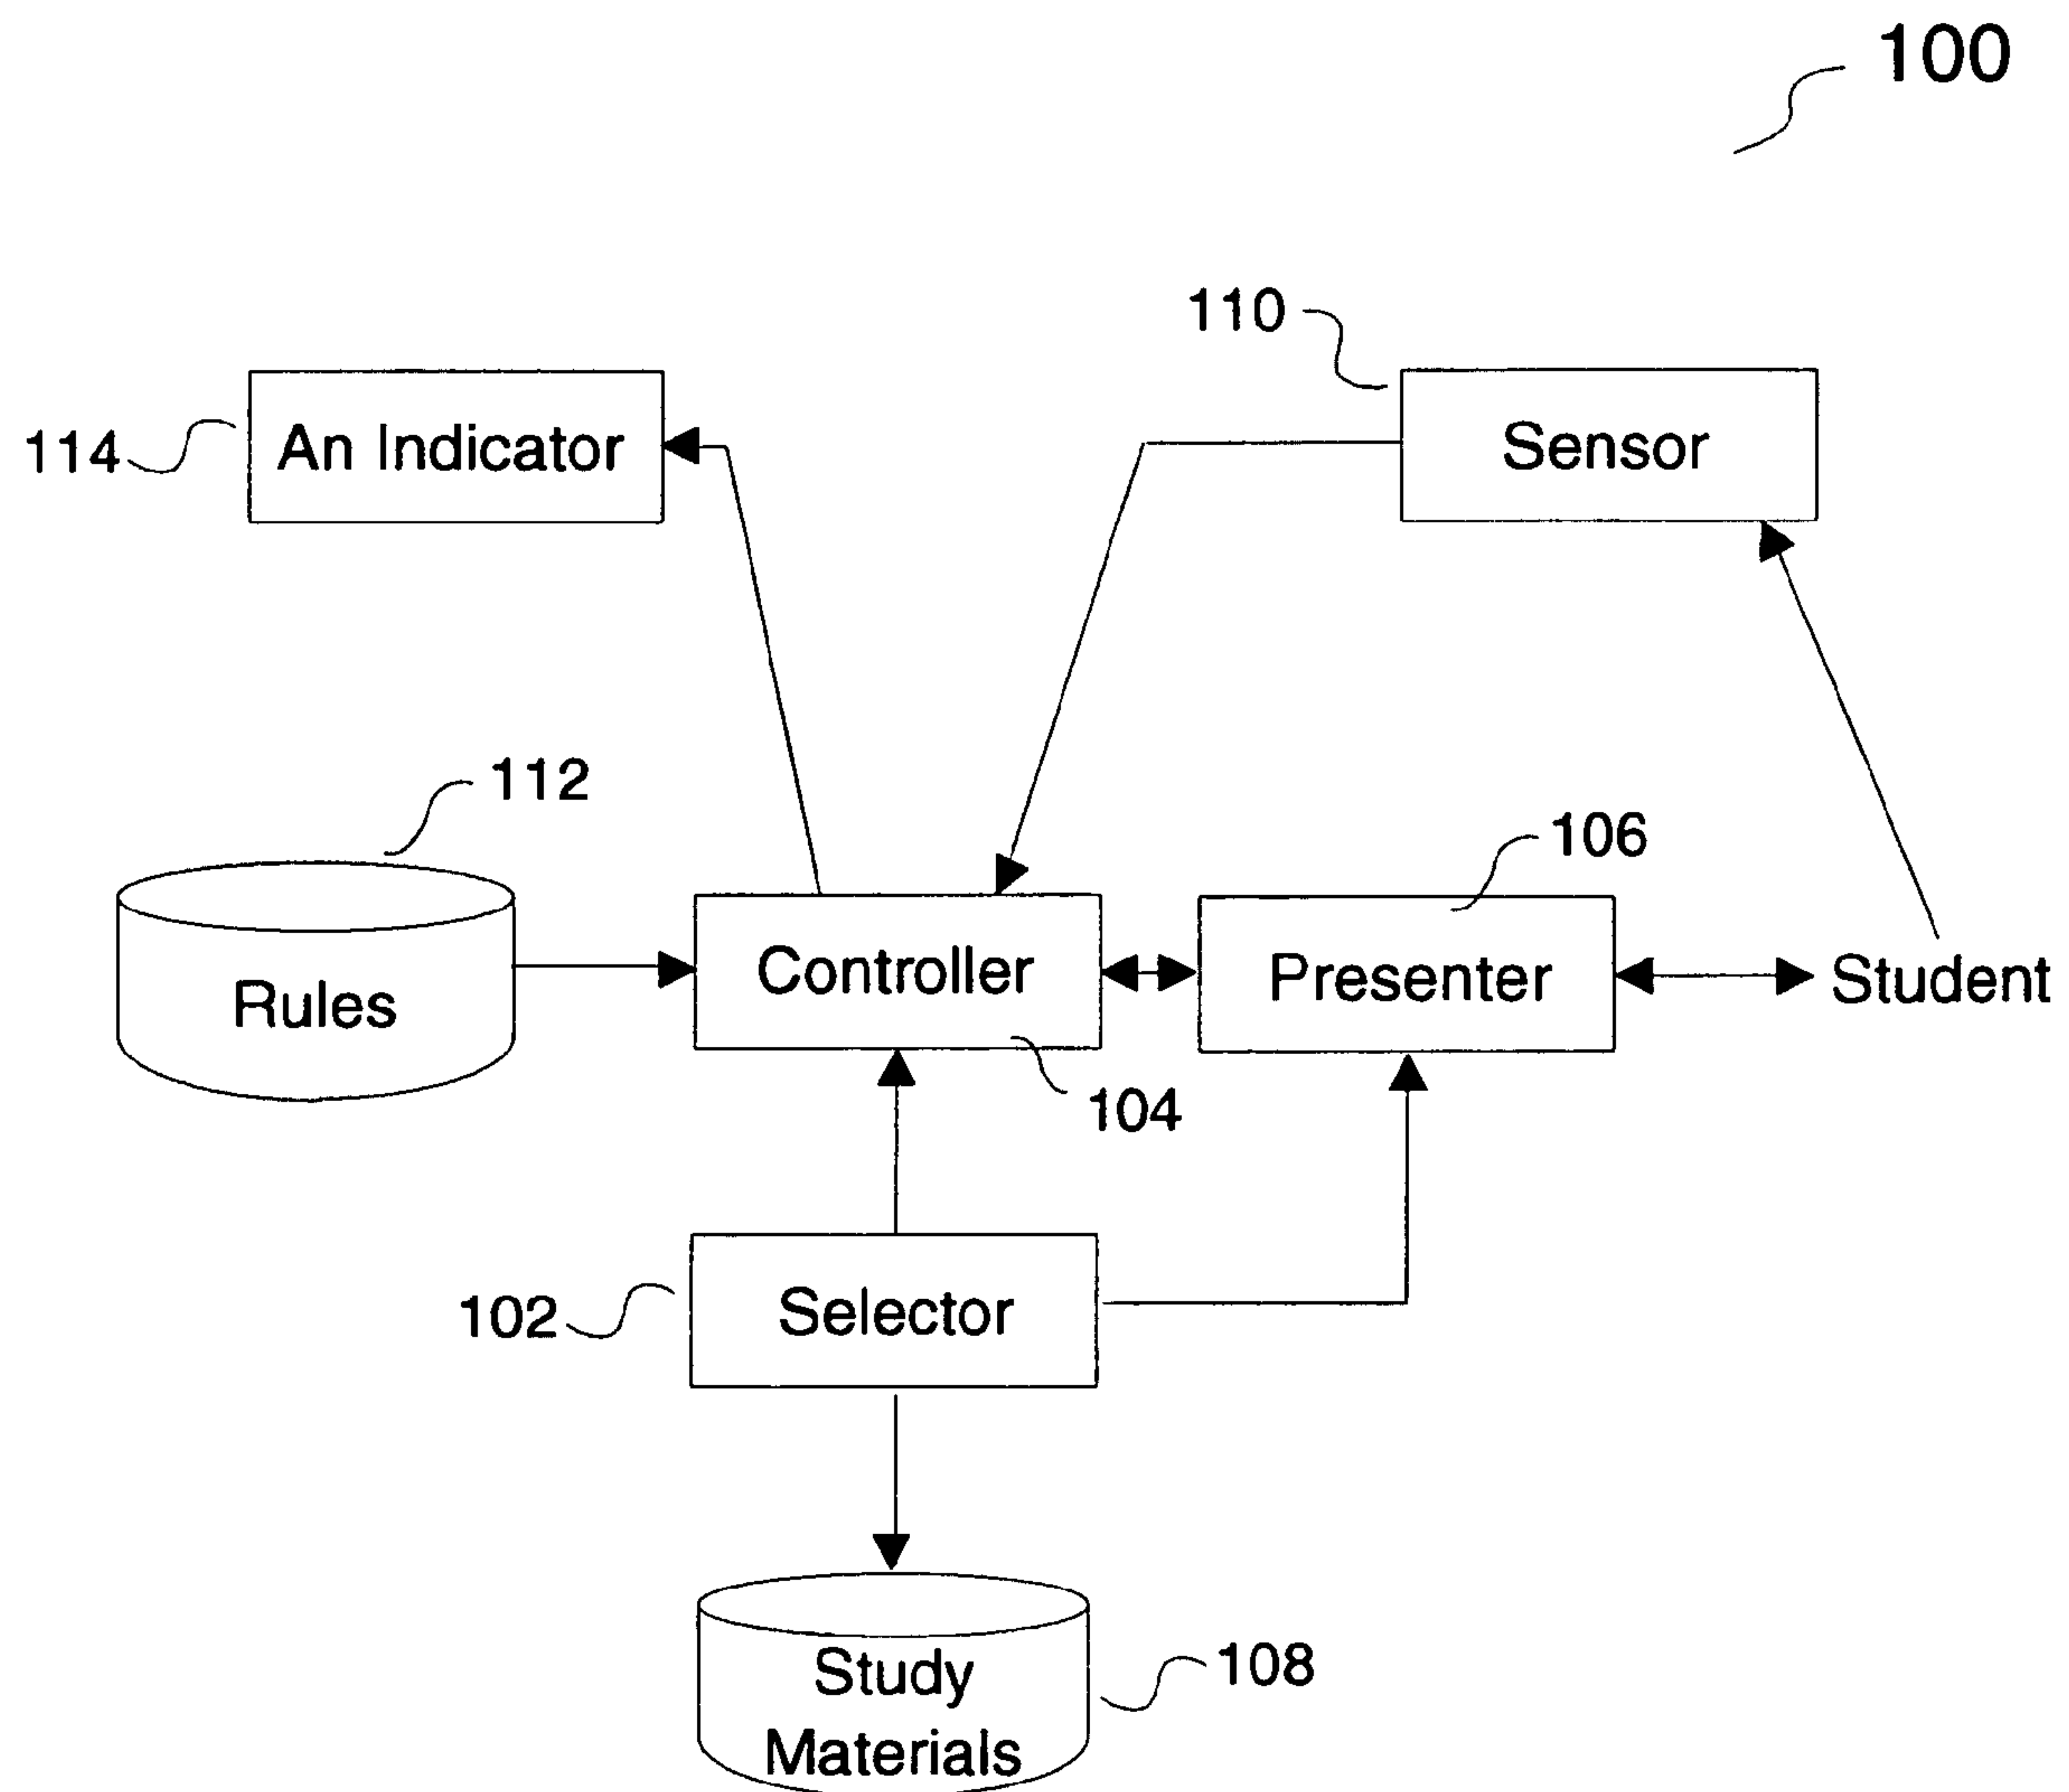 100
110
114
An Indicator
Sensor
112
106
Rules
Controller
Presenter
Student
104
102
Selector
108
Study
Materials